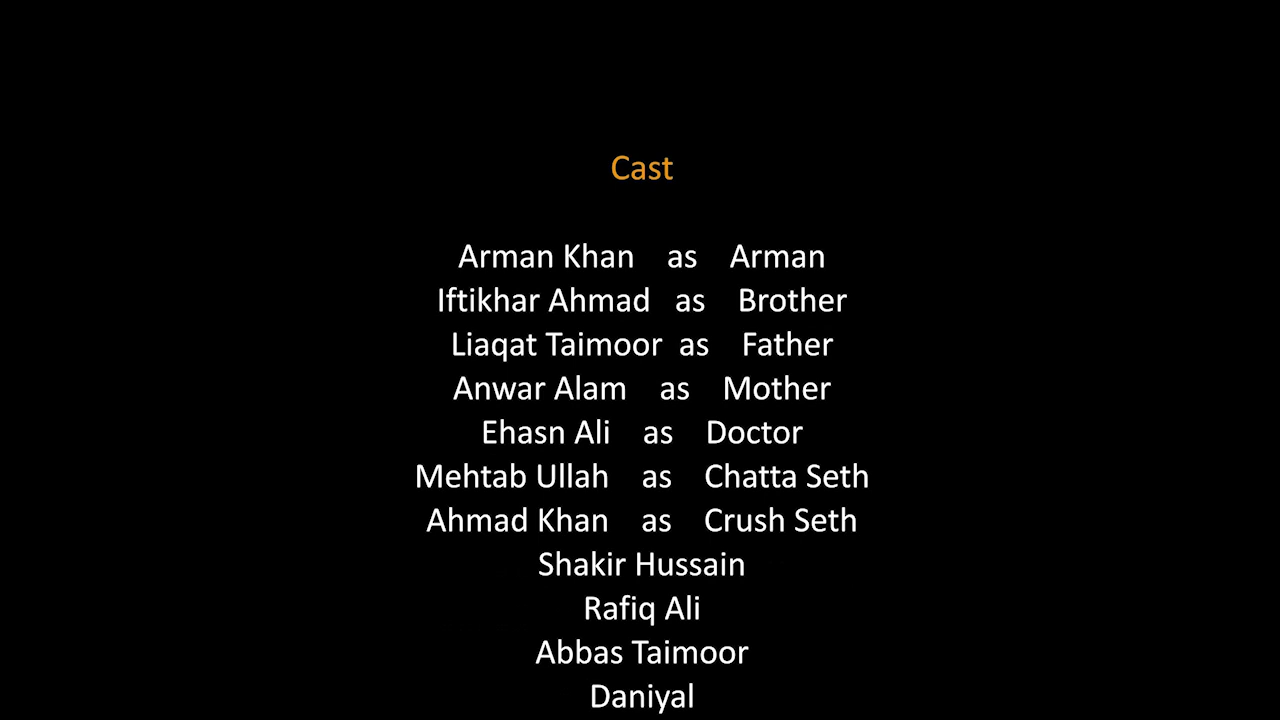 Cast
Arman Khan as Arman
Iftikhar Ahmad as Brother
Liaqat Taimoor as Father
Anwar Alam as Mother
Ehasn Ali as Doctor
Mehtab Ullah as Chatta Seth
Ahmad Khan as Crush Seth
Shakir Hussain
Rafiq Ali
Abbas Taimoor
Daniyal